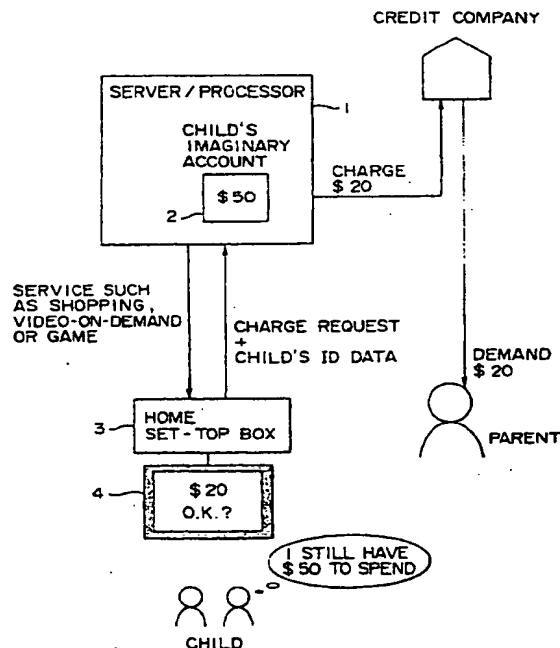 CREDIT COMPANY
SERVER/PROCESSOR
1
CHILD'S
IMAGINARY
ACCOUNT
$50
2
CHARGE
$20
SERVICE SUCH
AS SHOPPING,
VIDEO-ON-DEMAND
OR GAME
CHARGE REQUEST
+
CHILD'S ID DATA
DEMAND
$20
PARENT
3
HOME
SET-TOP BOX
4
$20
O.K.?
I STILL HAVE
$50 TO SPEND
CHILD